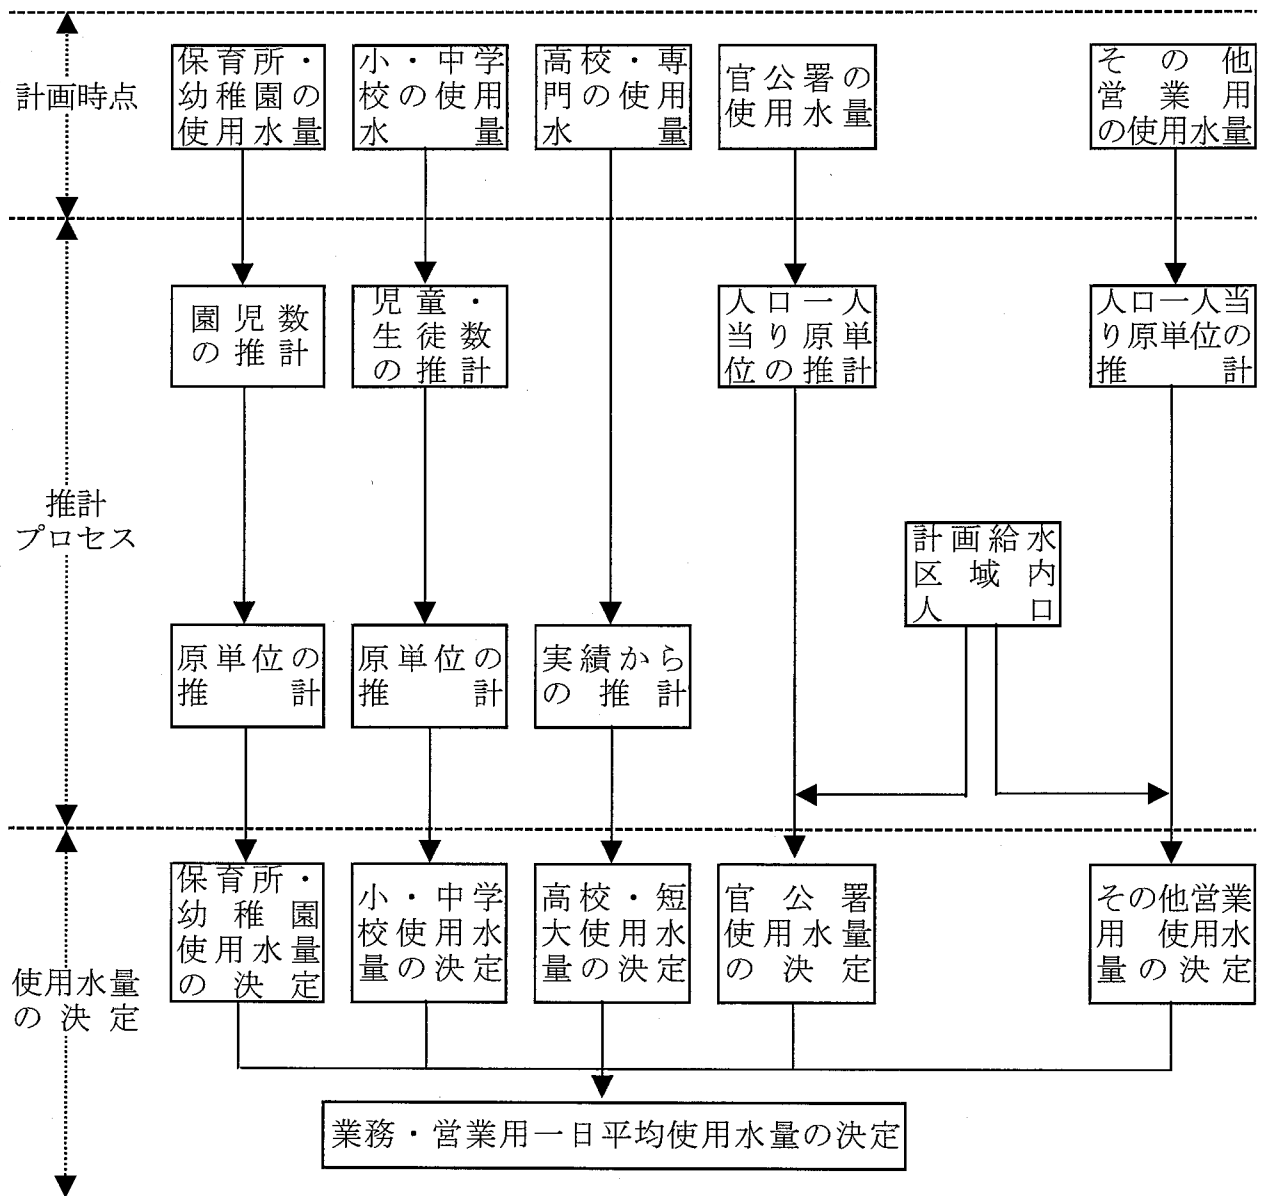 計画時点
保育所・
幼稚園の
使用水量
小・中学
校の使用
水量
高校・専
門の使用
水量
官公署の
使用水量
その他
営業用
の使用水量
推計
プロセス
園児数
の推計
児童・
生徒数
の推計
人口一人
当り原単
位の推計
人口一人当
り原単位の
推計
計画給水
区域内
人口
原単位の
推計
原単位の
推計
実績から
の推計
使用水量
の決定
保育所・
幼稚園
使用水量
の決定
小・中学
校使用水
量の決定
高校・短
大使用水
量の決定
官公署
使用水量
の決定
その他営業
用使用水
量の決定
業務・営業用一日平均使用水量の決定